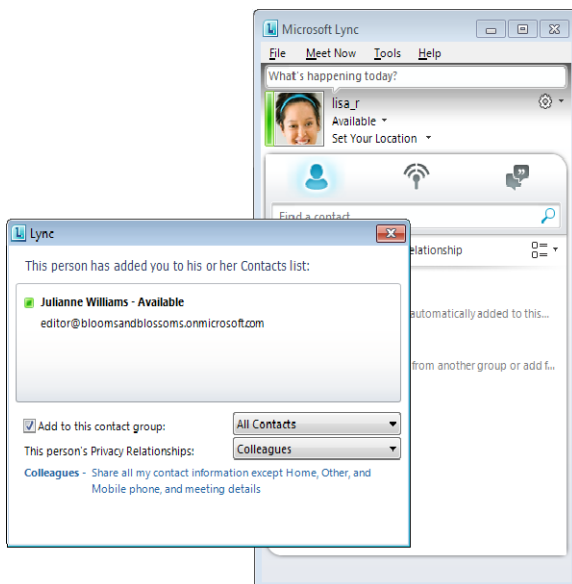 Microsoft Lync
File Meet Now Tools Help
What's happening today?
lisa_r
Available
Set Your Location
Find a contact
elationship
automatically added to this...
from another group or add f...
Lync
This person has added you to his or her Contacts list:
Julianne Williams - Available
editor@bloomsandblossoms.onmicrosoft.com
Add to this contact group: All Contacts
This person's Privacy Relationships: Colleagues
Colleagues - Share all my contact information except Home, Other, and
Mobile phone, and meeting details